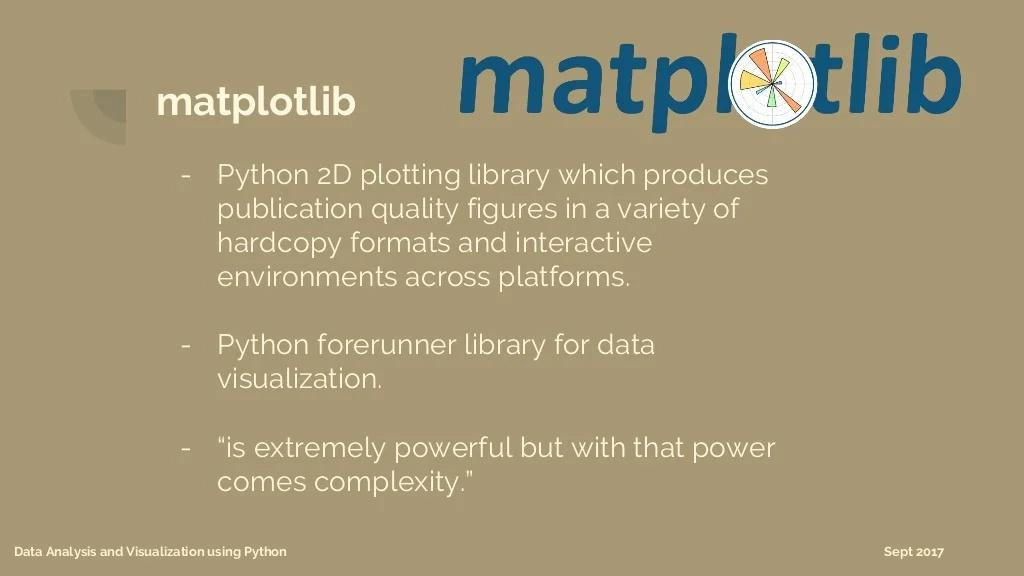 matplotlib
matplotlib
- Python 2D plotting library which produces
publication quality figures in a variety of
hardcopy formats and interactive
environments across platforms.
- Python forerunner library for data
visualization.
- “is extremely powerful but with that power
comes complexity.”
Data Analysis and Visualization using Python
Sept 2017